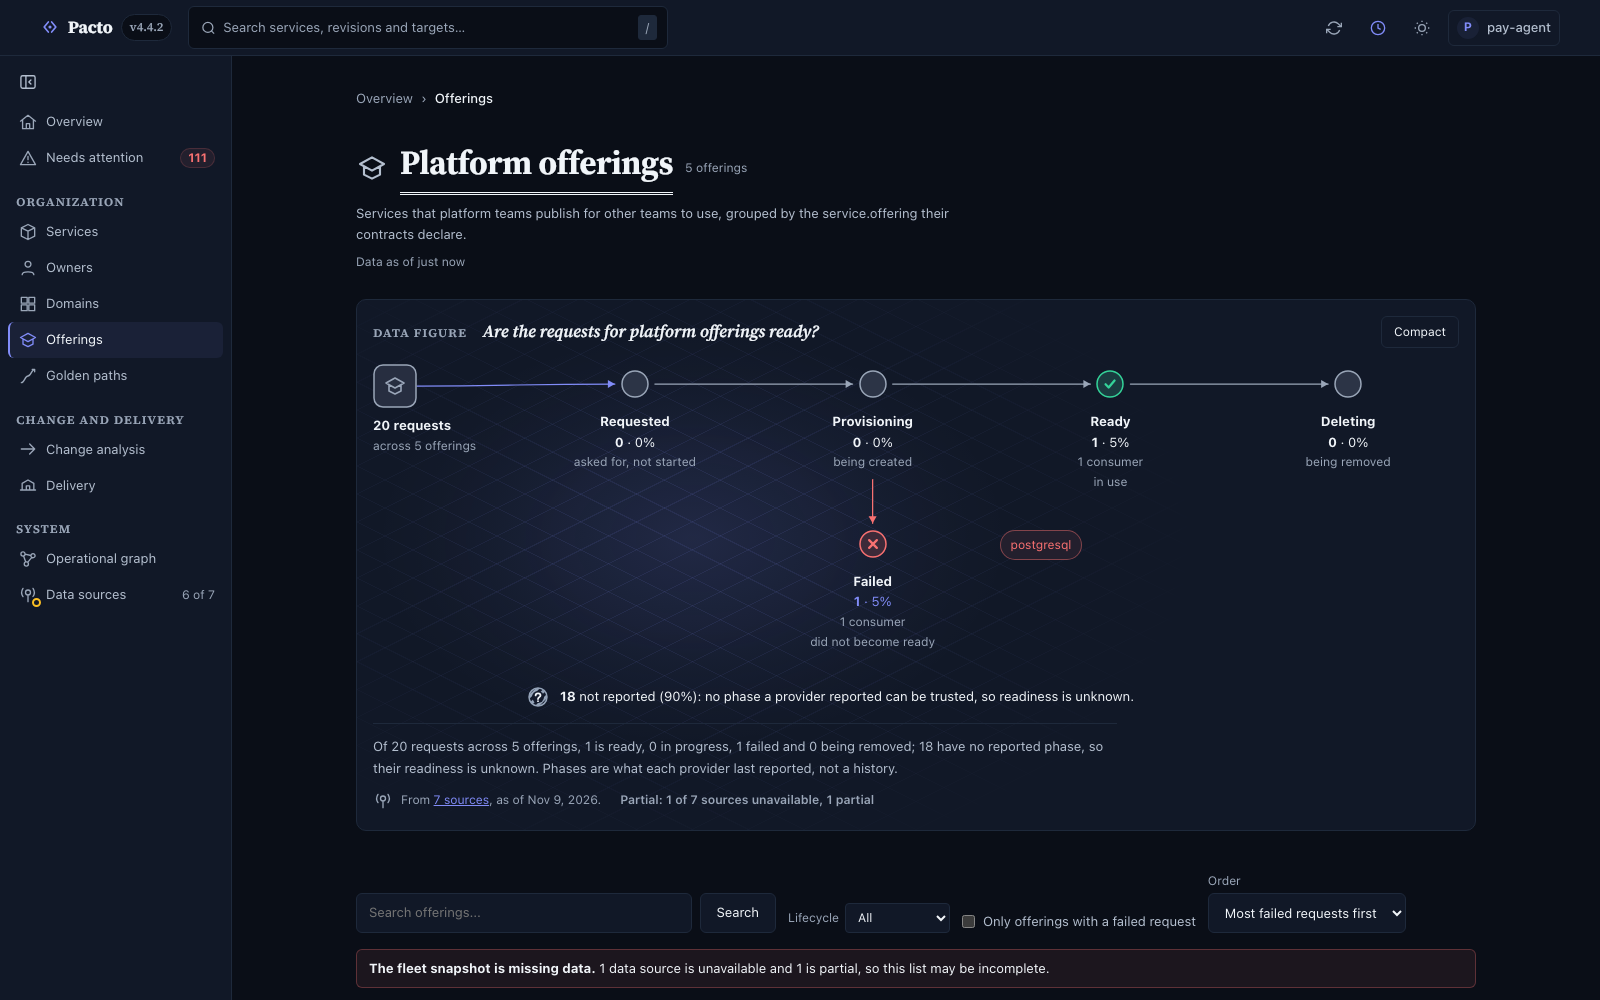 Pacto v4.4.2
Search services, revisions and targets... /
P pay-agent
Overview
Needs attention 111
ORGANIZATION
Services
Owners
Domains
Offerings
Golden paths
CHANGE AND DELIVERY
Change analysis
Delivery
SYSTEM
Operational graph
Data sources 6 of 7
Overview › Offerings
Platform offerings 5 offerings
Services that platform teams publish for other teams to use, grouped by the service.offering their
contracts declare.
Data as of just now
DATA FIGURE Are the requests for platform offerings ready? Compact
20 requests
across 5 offerings
Requested
0 · 0%
asked for, not started
Provisioning
0 · 0%
being created
Ready
1 · 5%
1 consumer
in use
Deleting
0 · 0%
being removed
postgresql
Failed
1 · 5%
1 consumer
did not become ready
? 18 not reported (90%): no phase a provider reported can be trusted, so readiness is unknown.
Of 20 requests across 5 offerings, 1 is ready, 0 in progress, 1 failed and 0 being removed; 18 have no reported phase, so
their readiness is unknown. Phases are what each provider last reported, not a history.
From 7 sources, as of Nov 9, 2026. Partial: 1 of 7 sources unavailable, 1 partial
Order
Search offerings... Search Lifecycle All Only offerings with a failed request Most failed requests first
The fleet snapshot is missing data. 1 data source is unavailable and 1 is partial, so this list may be incomplete.